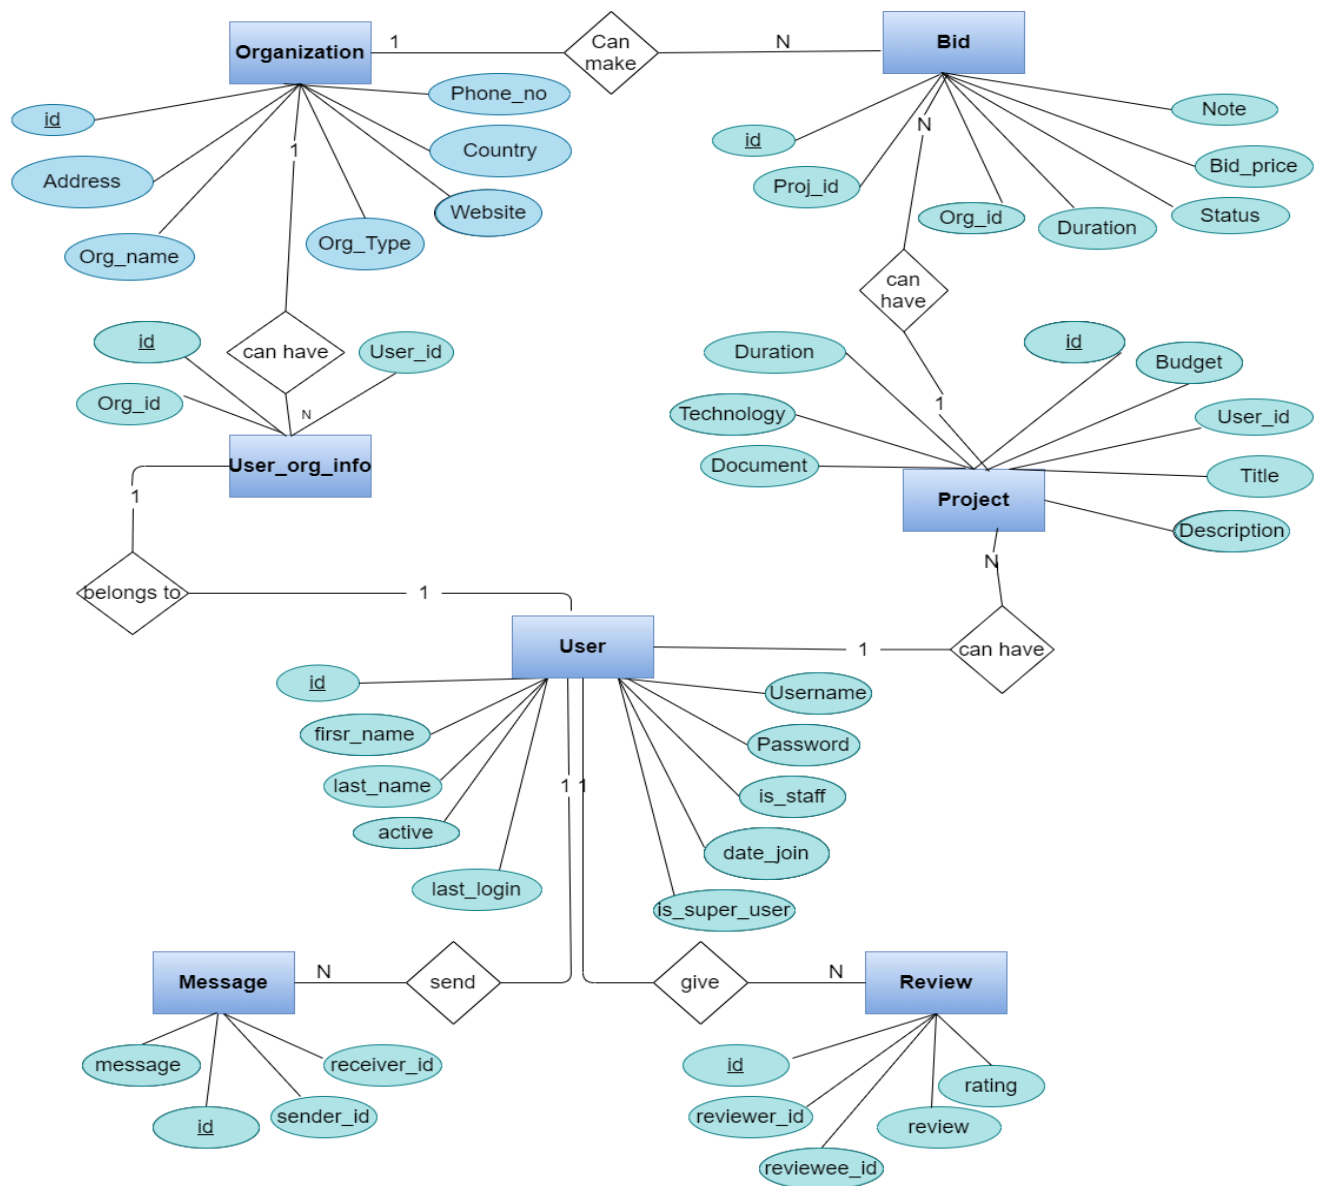 Organization
1
Can
make
N
Bid
Phone_no
id
Country
Address
Website
Org_name
Org_Type
1
N
Note
id
Bid_price
Proj_id
Org_id
Duration
Status
can
have
id
can have
User_id
Org_id
N
User_org_info
Duration
id
Budget
Technology
1
User_id
Document
Title
Project
Description
1
belongs to
1
N
User
1
can have
id
Username
firsr_name
Password
last_name
1
1
is_staff
active
date_join
last_login
is_super_user
Message
N
send
give
N
Review
message
receiver_id
id
sender_id
id
rating
reviewer_id
review
reviewee_id